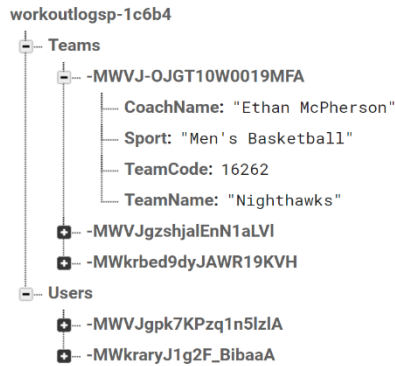 workoutlogsp-1c6b4
Teams
-MWVJ-OJGT10W0019MFA
CoachName: "Ethan McPherson"
Sport: "Men's Basketball"
TeamCode: 16262
TeamName: "Nighthawks"
-MWVJgzshjalEnN1aLVl
-MWkrbed9dyJAWR19KVH
Users
-MWVJgpk7KPzq1n5lzlA
-MWkraryJ1g2F_BibaaA